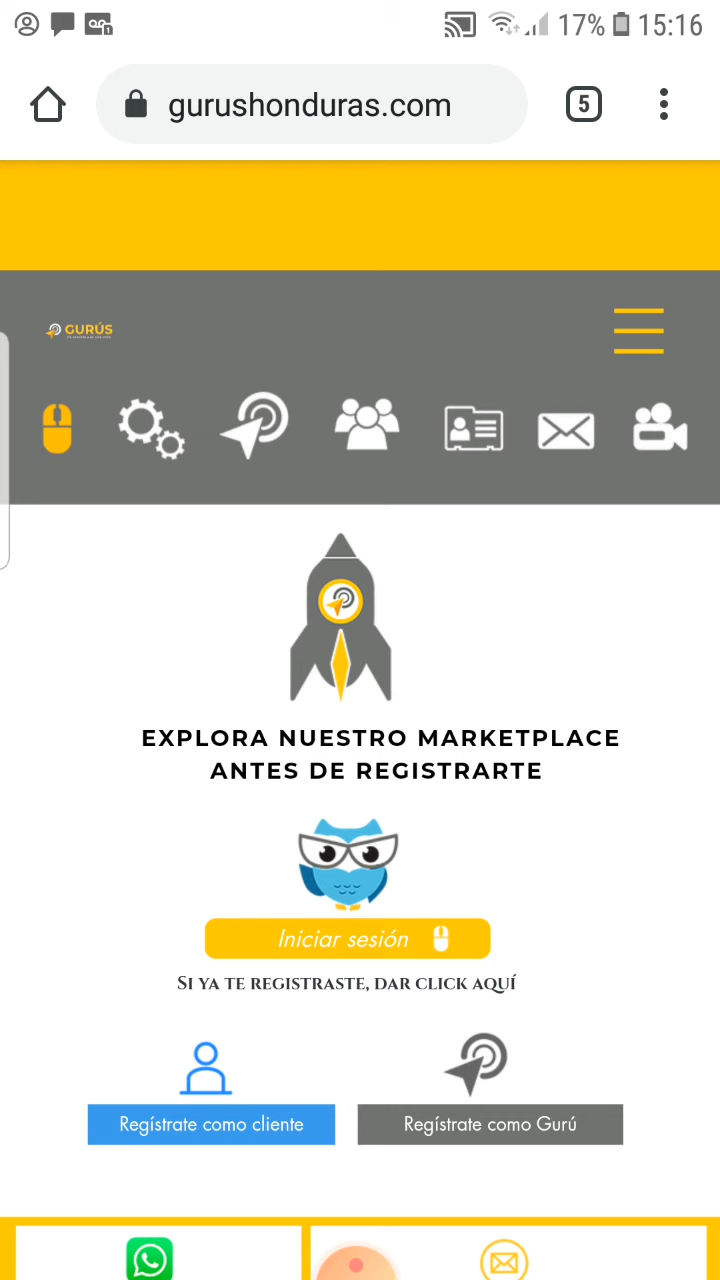 17% 15:16
gurushonduras.com 5
GURÚS
EXPLORA NUESTRO MARKETPLACE
ANTES DE REGISTRARTE
Iniciar sesión
Si ya te registraste, dar click aquí
Regístrate como cliente
Regístrate como Gurú